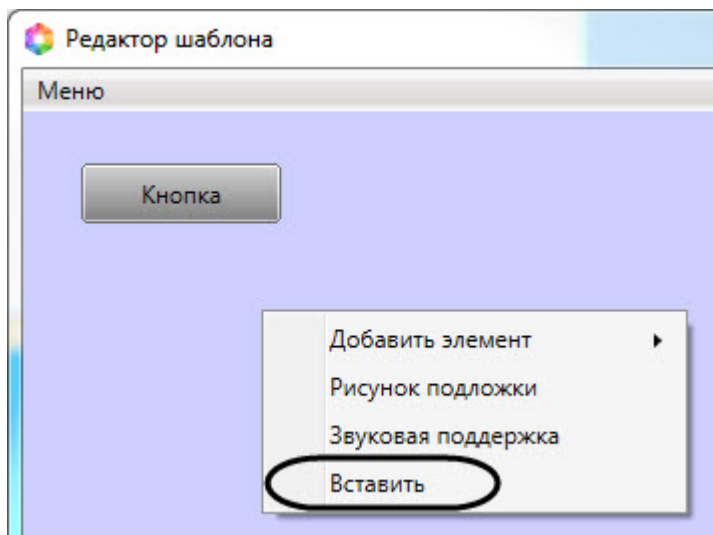 Редактор шаблона
Меню
Кнопка
Добавить элемент
Рисунок подложки
Звуковая поддержка
Вставить